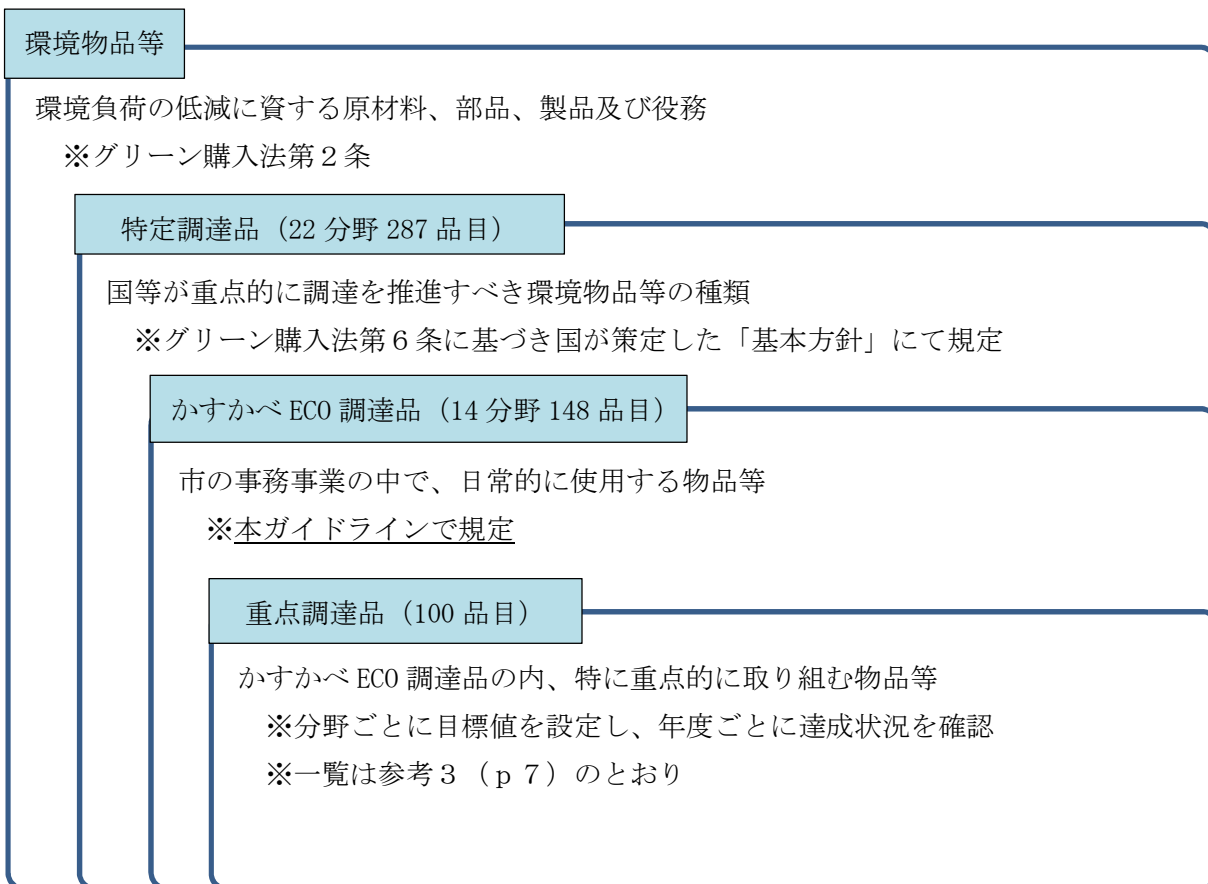 環境物品等
環境負荷の低減に資する原材料、部品、製品及び役務
※グリーン購入法第２条
特定調達品（22 分野 287 品目）
国等が重点的に調達を推進すべき環境物品等の種類
※グリーン購入法第６条に基づき国が策定した「基本方針」にて規定
かすかべ ECO 調達品（14 分野 148 品目）
市の事務事業の中で、日常的に使用する物品等
※本ガイドラインで規定
重点調達品（100 品目）
かすかべ ECO 調達品の内、特に重点的に取り組む物品等
※分野ごとに目標値を設定し、年度ごとに達成状況を確認
※一覧は参考３（ｐ７）のとおり